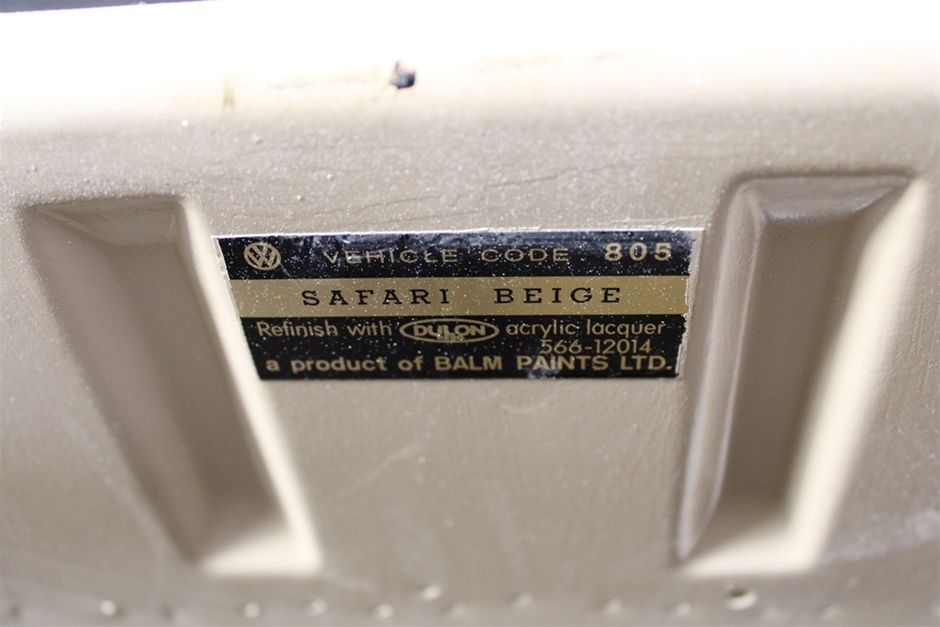 VEHICLE CODE 805
SAFARI BEIGE
Refinish with DULON acrylic lacquer
566-12014
a product of BALM PAINTS LTD.